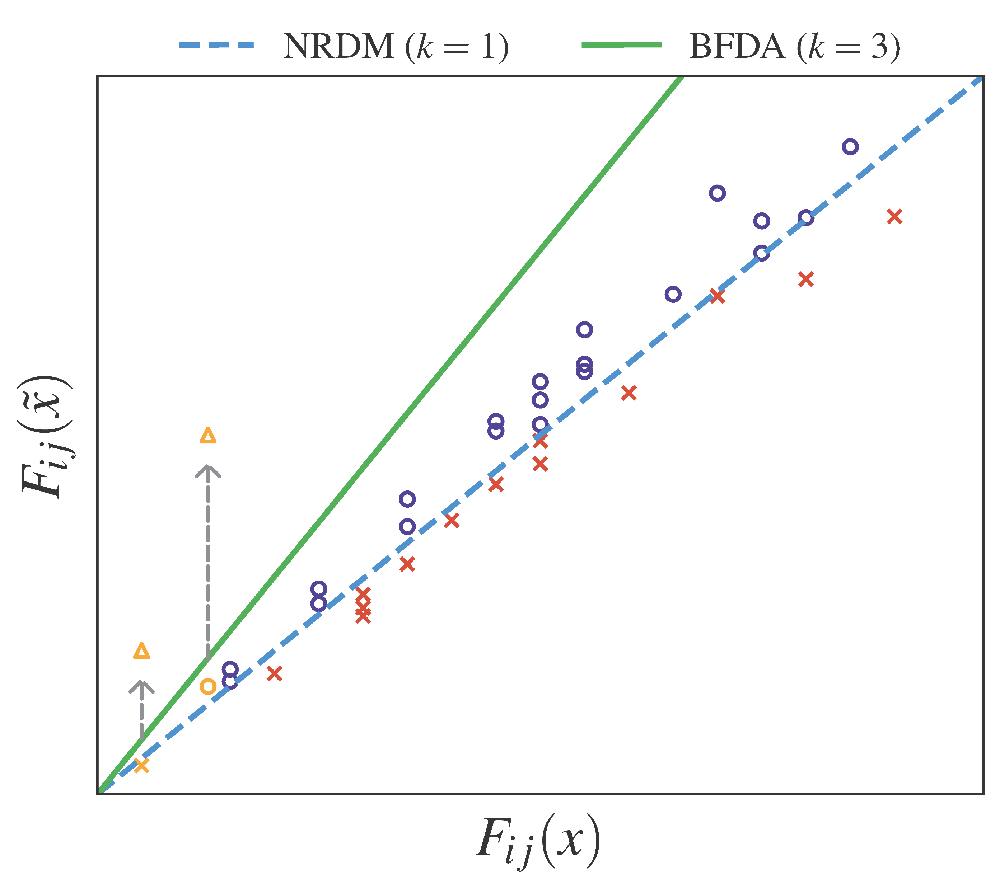 NRDM (k = 1) BFDA (k = 3)
F_{ij}(x̃)
F_{ij}(x)